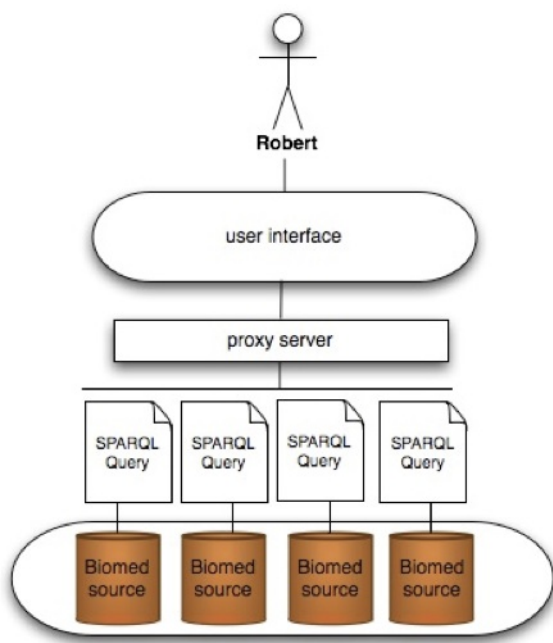 Robert
user interface
proxy server
SPARQL
Query
SPARQL
Query
SPARQL
Query
SPARQL
Query
Biomed
source
Biomed
source
Biomed
source
Biomed
source